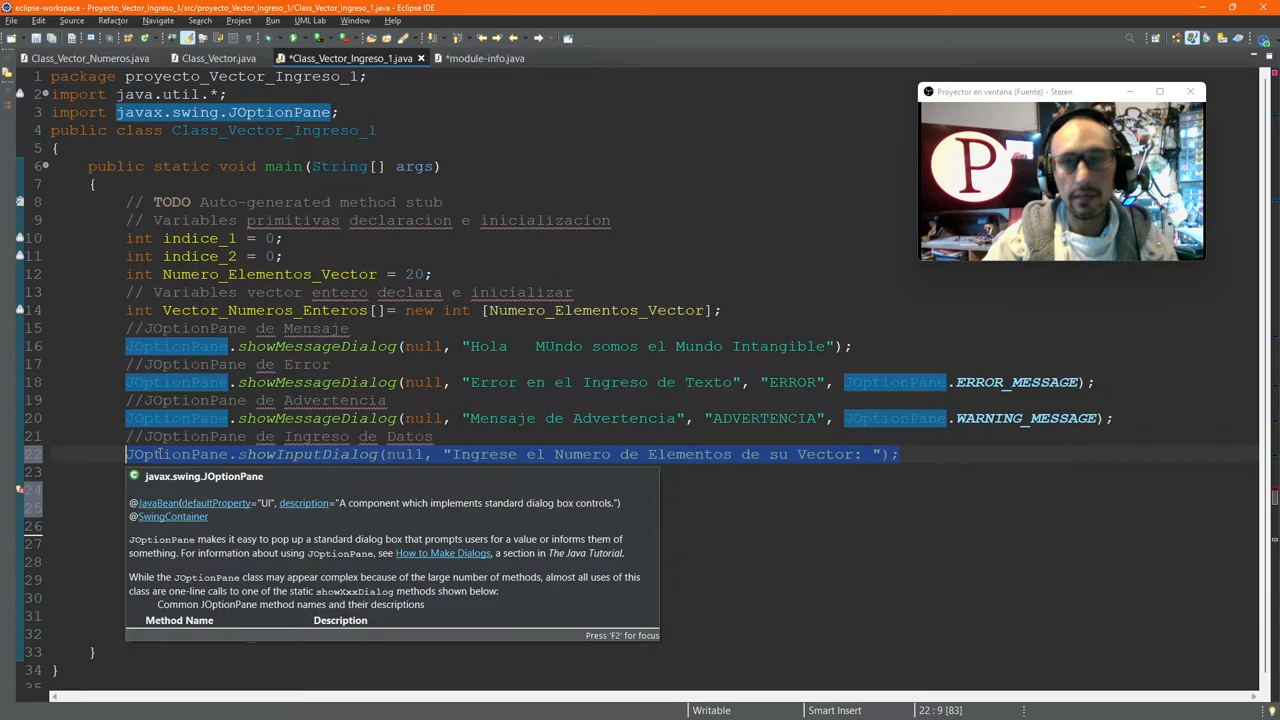 eclipse-workspace - Proyecto_Vector_Ingreso_1/src/proyecto_Vector_Ingreso_1/Class_Vector_Ingreso_1.java - Eclipse IDE
File Edit Source Refactor Navigate Search Project Run UML Lab Window Help
Class_Vector_Numeros.java Class_Vector.java *Class_Vector_Ingreso_1.java *module-info.java
1 package proyecto_Vector_Ingreso_1;
2 import java.util.*;
3 import javax.swing.JOptionPane;
4 public class Class_Vector_Ingreso_1
5 {
6 public static void main(String[] args)
7 {
8 // TODO Auto-generated method stub
9 // Variables primitivas declaracion e inicializacion
10 int indice_1 = 0;
11 int indice_2 = 0;
12 int Numero_Elementos_Vector = 20;
13 // Variables vector entero declara e inicializar
14 int Vector_Numeros_Enteros[]= new int [Numero_Elementos_Vector];
15 //JOptionPane de Mensaje
16 JOptionPane.showMessageDialog(null, "Hola MUndo somos el Mundo Intangible");
17 //JOptionPane de Error
18 JOptionPane.showMessageDialog(null, "Error en el Ingreso de Texto", "ERROR", JOptionPane.ERROR_MESSAGE);
19 //JOptionPane de Advertencia
20 JOptionPane.showMessageDialog(null, "Mensaje de Advertencia", "ADVERTENCIA", JOptionPane.WARNING_MESSAGE);
21 //JOptionPane de Ingreso de Datos
22 JOptionPane.showInputDialog(null, "Ingrese el Numero de Elementos de su Vector: ");
23
24
25
26
27
28
29
30
31
32
33 }
34 }
35
javax.swing.JOptionPane
@JavaBean(defaultProperty="UI", description="A component which implements standard dialog box controls.")
@SwingContainer
JOptionPane makes it easy to pop up a standard dialog box that prompts users for a value or informs them of
something. For information about using JOptionPane, see How to Make Dialogs, a section in The Java Tutorial.
While the JOptionPane class may appear complex because of the large number of methods, almost all uses of this
class are one-line calls to one of the static showXxxDialog methods shown below:
Common JOptionPane method names and their descriptions
Method Name Description
Press 'F2' for focus
Proyector en ventana (Fuente) - Steren
P
Writable Smart Insert 22 : 9 [83]